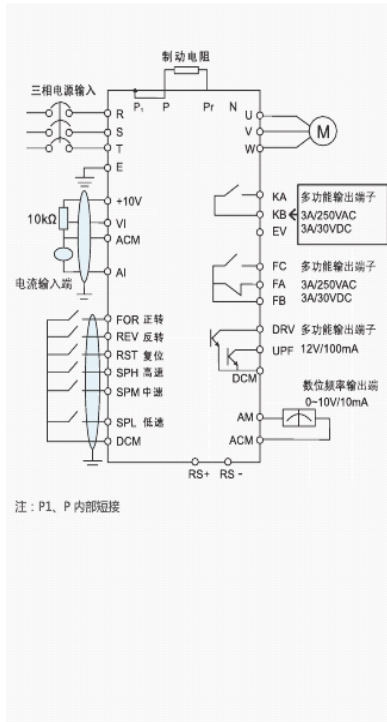 制动电阻
三相电源输入
P₁ P Pr N
R
S
T
E
U
V
W
M
+10V
10kΩ
VI
ACM
AI
电流输入端
KA 多功能输出端子
KB 3A/250VAC
EV 3A/30VDC
FC 多功能输出端子
FA 3A/250VAC
FB 3A/30VDC
FOR 正转
REV 反转
RST 复位
SPH 高速
SPM 中速
SPL 低速
DCM
DRV 多功能输出端子
UPF 12V/100mA
DCM
数位频率输出端
0~10V/10mA
AM
ACM
RS+ RS-
注：P1、P 内部短接